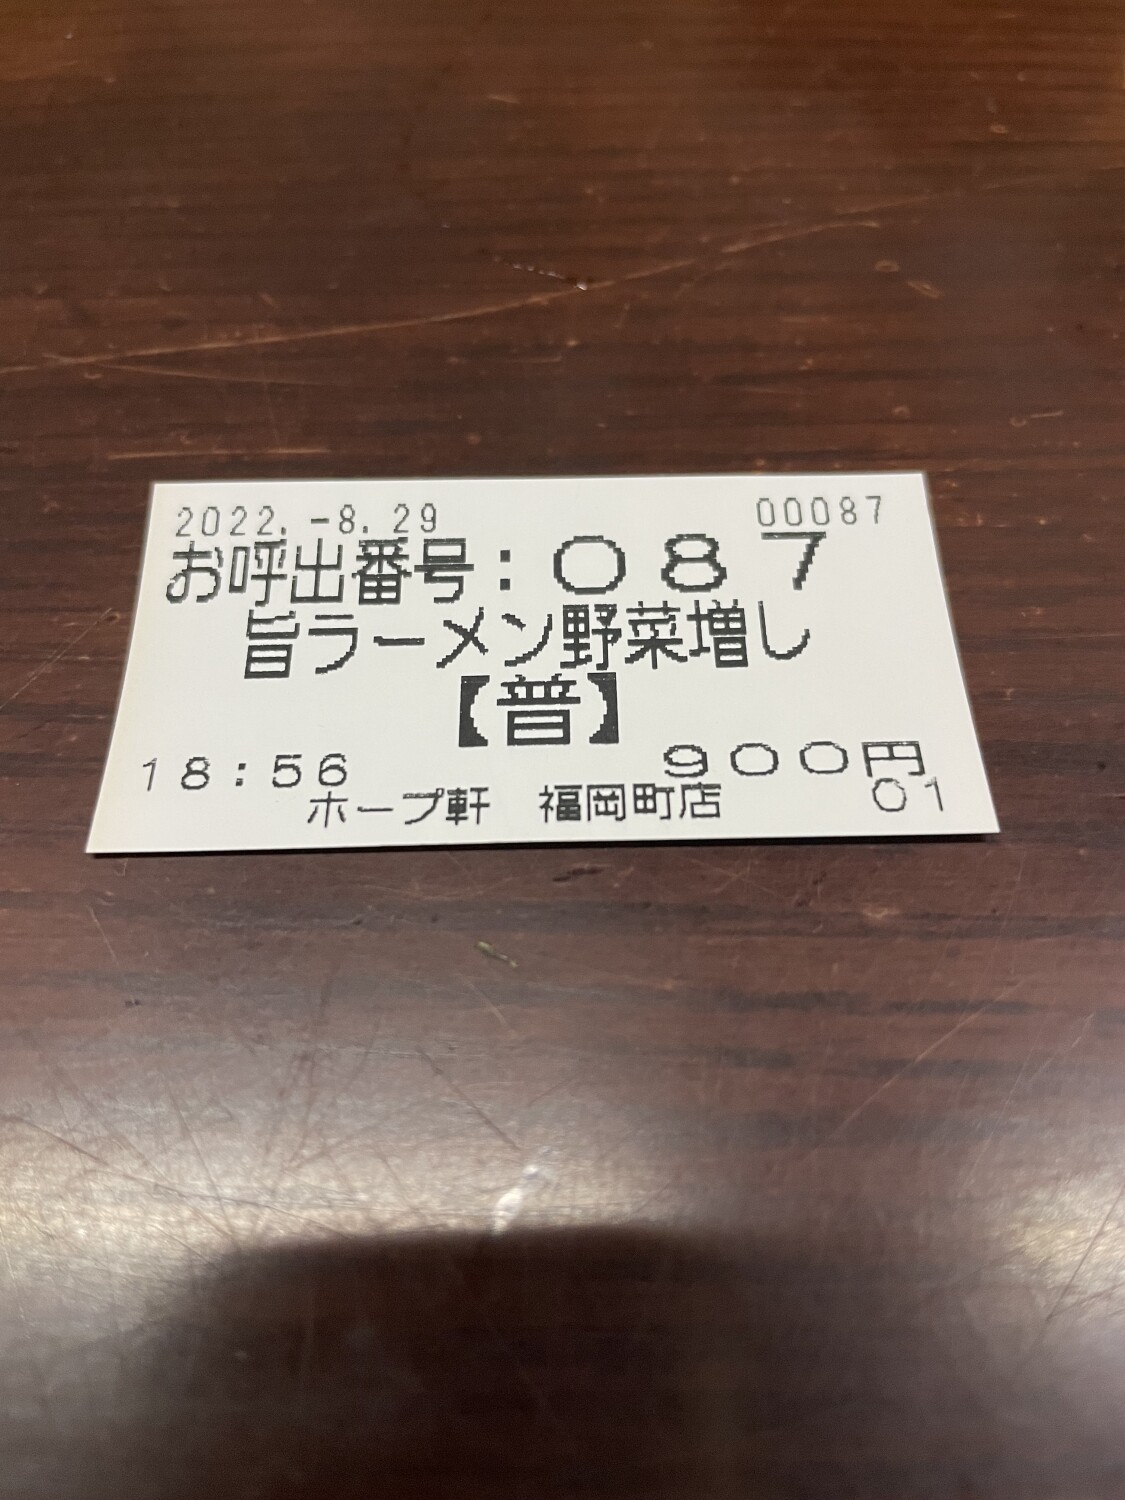 2022.-8.29 00087
お呼出番号:087
旨ラーメン野菜増し
【普】
18:56 900円
ホープ軒 福岡町店 01